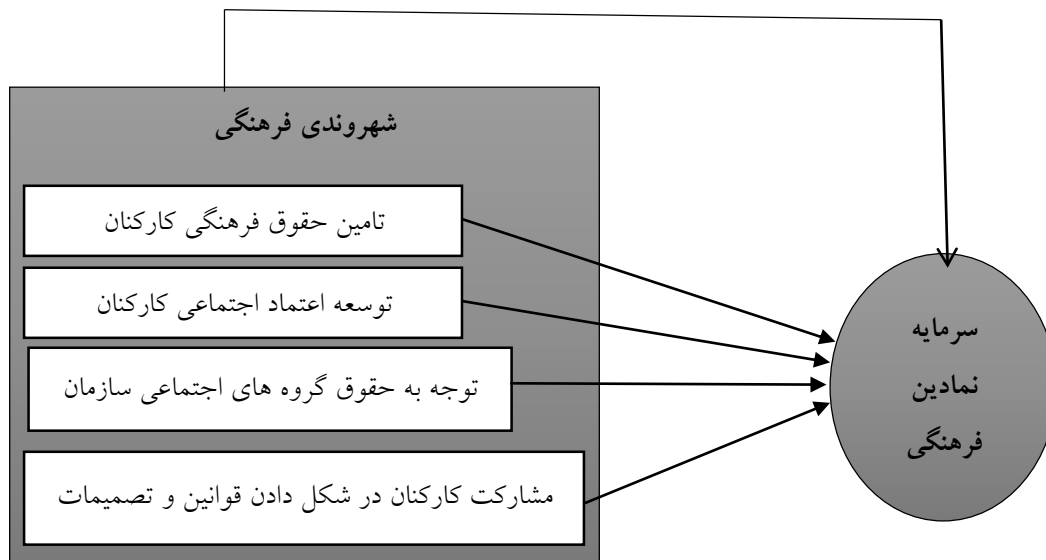 شهروندی فرهنگی
تامین حقوق فرهنگی کارکنان
توسعه اعتماد اجتماعی کارکنان
توجه به حقوق گروه های اجتماعی سازمان
مشارکت کارکنان در شکل دادن قوانین و تصمیمات
سرمایه
نمادین
فرهنگی